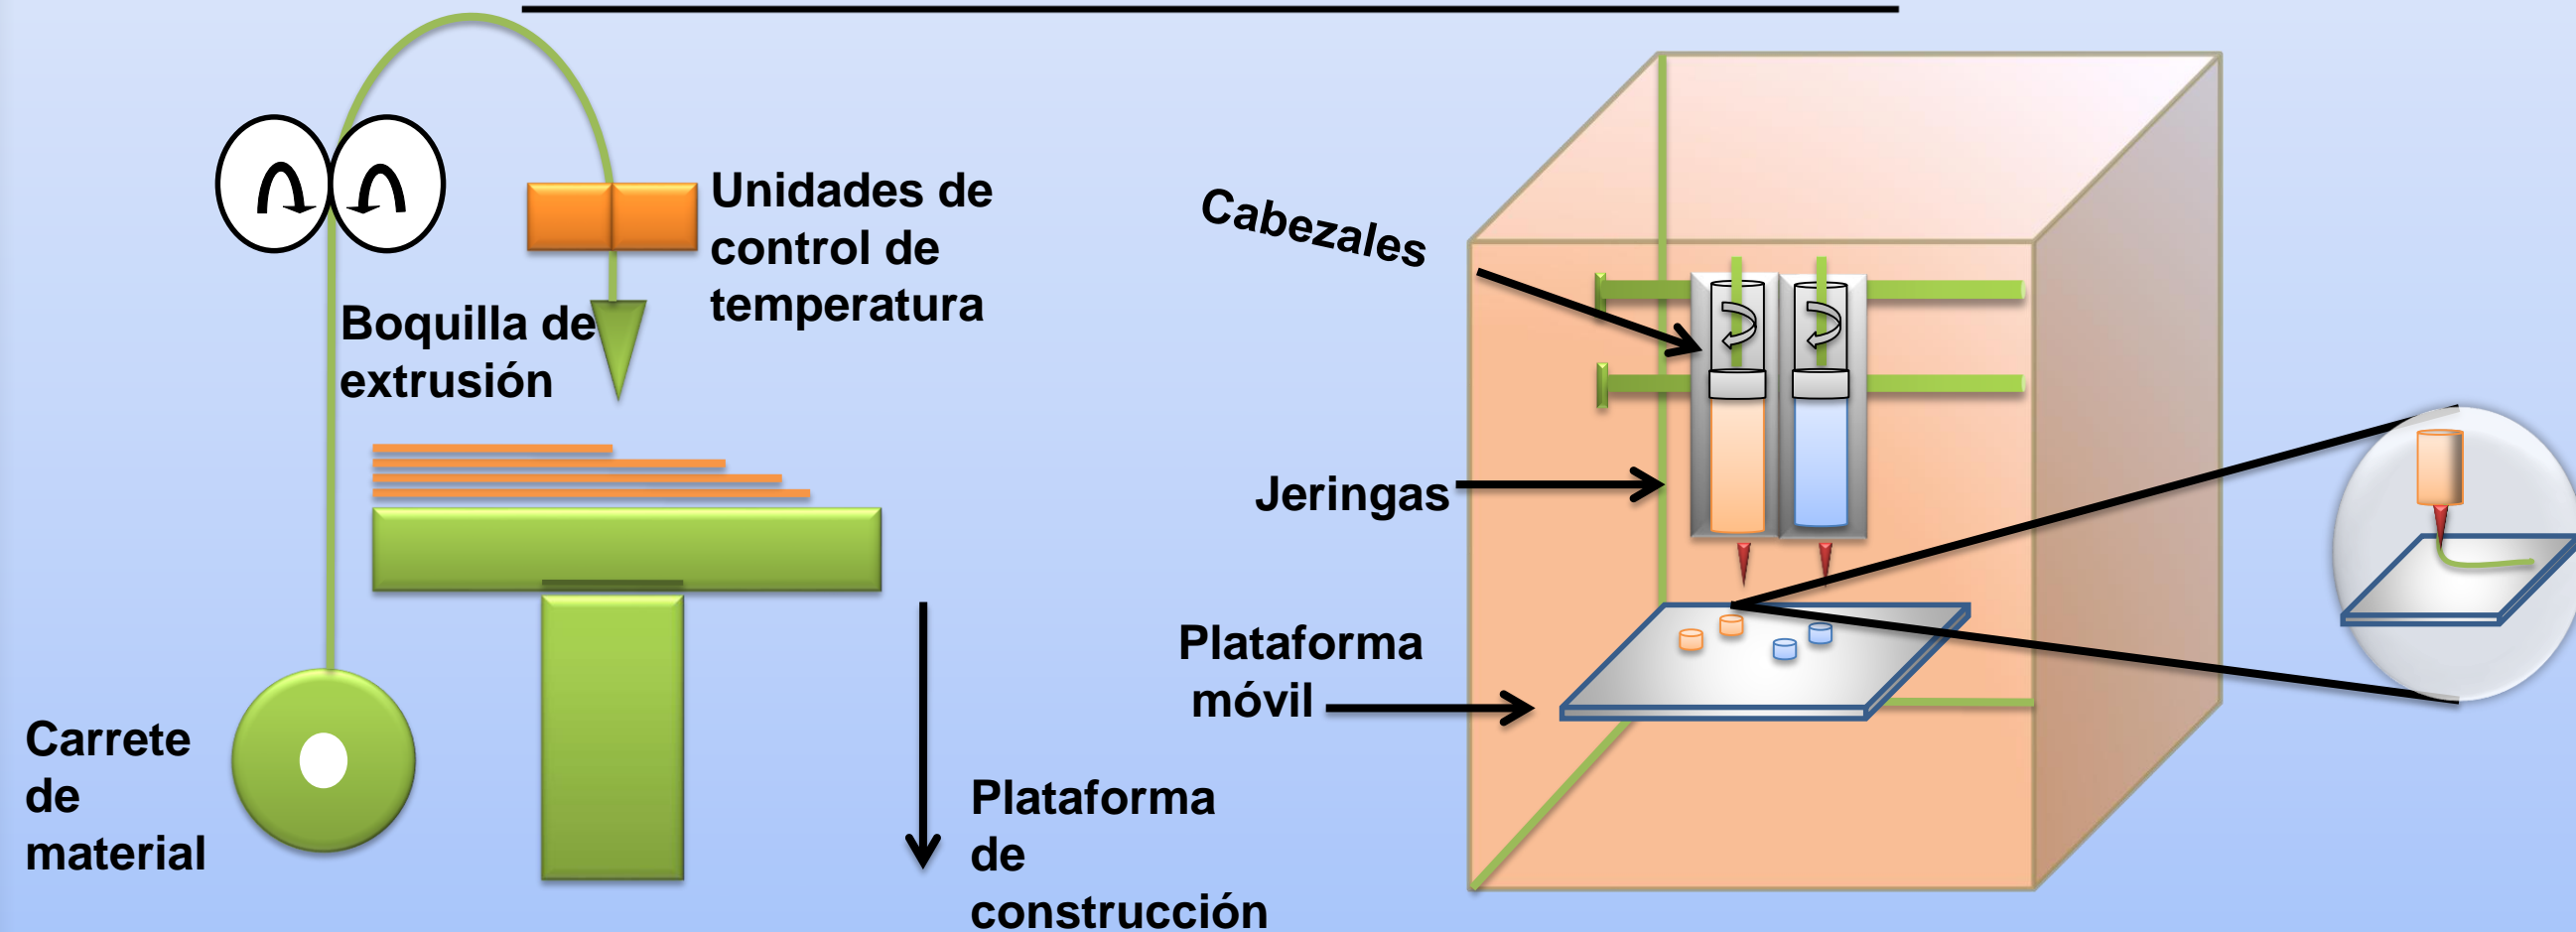 Unidades de
control de
temperatura
Boquilla de
extrusión
Carrete
de
material
Plataforma
de
construcción
Cabezales
Jeringas
Plataforma
móvil